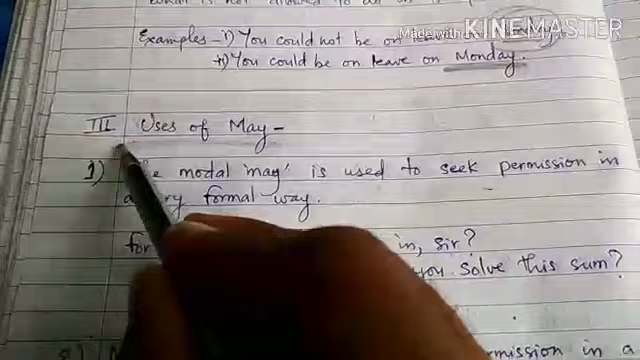 Made with KINEMASTER
Examples - i) You could not be on
ii) You could be on leave on Monday.
III Uses of May -
1) modal 'may' is used to seek permission in
formal way.
for in, sir?
you solve this sum?
permission in a